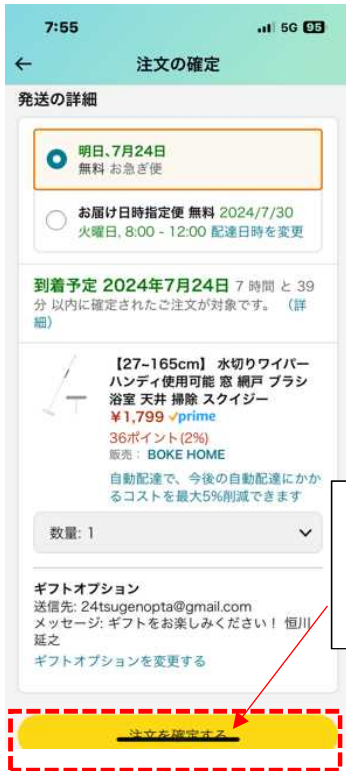 7:55
5G 95
注文の確定
発送の詳細
明日、7月24日
無料 お急ぎ便
お届け日時指定便 無料 2024/7/30
火曜日, 8:00 - 12:00 配達日時を変更
到着予定 2024年7月24日 7 時間 と 39
分 以内に確定されたご注文が対象です。 （詳
細）
【27~165cm】 水切りワイパー
ハンディ使用可能 窓 網戸 ブラシ
浴室 天井 掃除 スクイジー
￥1,799 prime
36ポイント(2%)
販売： BOKE HOME
自動配達で、今後の自動配達にかか
るコストを最大5%削減できます
数量: 1
ギフトオプション
送信先: 24tsugenopta@gmail.com
メッセージ: ギフトをお楽しみください！ 恒川
延之
ギフトオプションを変更する
注文を確定する